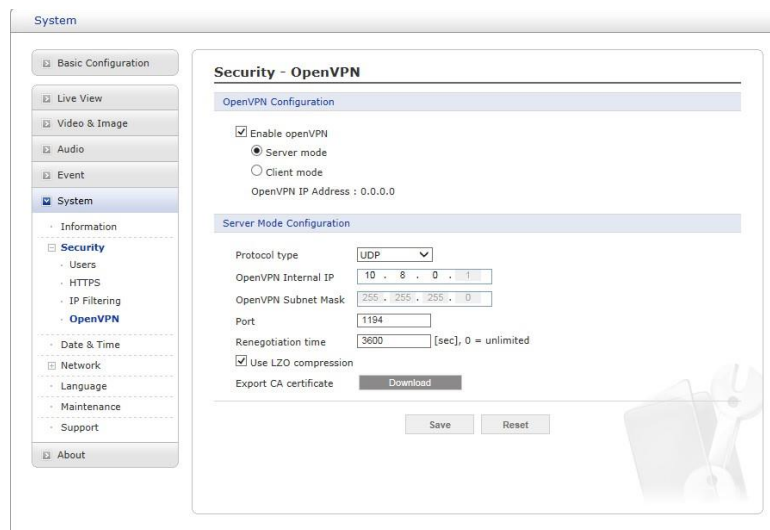 System
Basic Configuration
Live View
Video & Image
Audio
Event
System
Information
Security
Users
HTTPS
IP Filtering
OpenVPN
Date & Time
Network
Language
Maintenance
Support
About
Security - OpenVPN
OpenVPN Configuration
Enable openVPN
Server mode
Client mode
OpenVPN IP Address : 0.0.0.0
Server Mode Configuration
Protocol type UDP
OpenVPN Internal IP 10 . 8 . 0 . 1
OpenVPN Subnet Mask 255 . 255 . 255 . 0
Port 1194
Renegotiation time 3600 [sec], 0 = unlimited
Use LZO compression
Export CA certificate Download
Save Reset